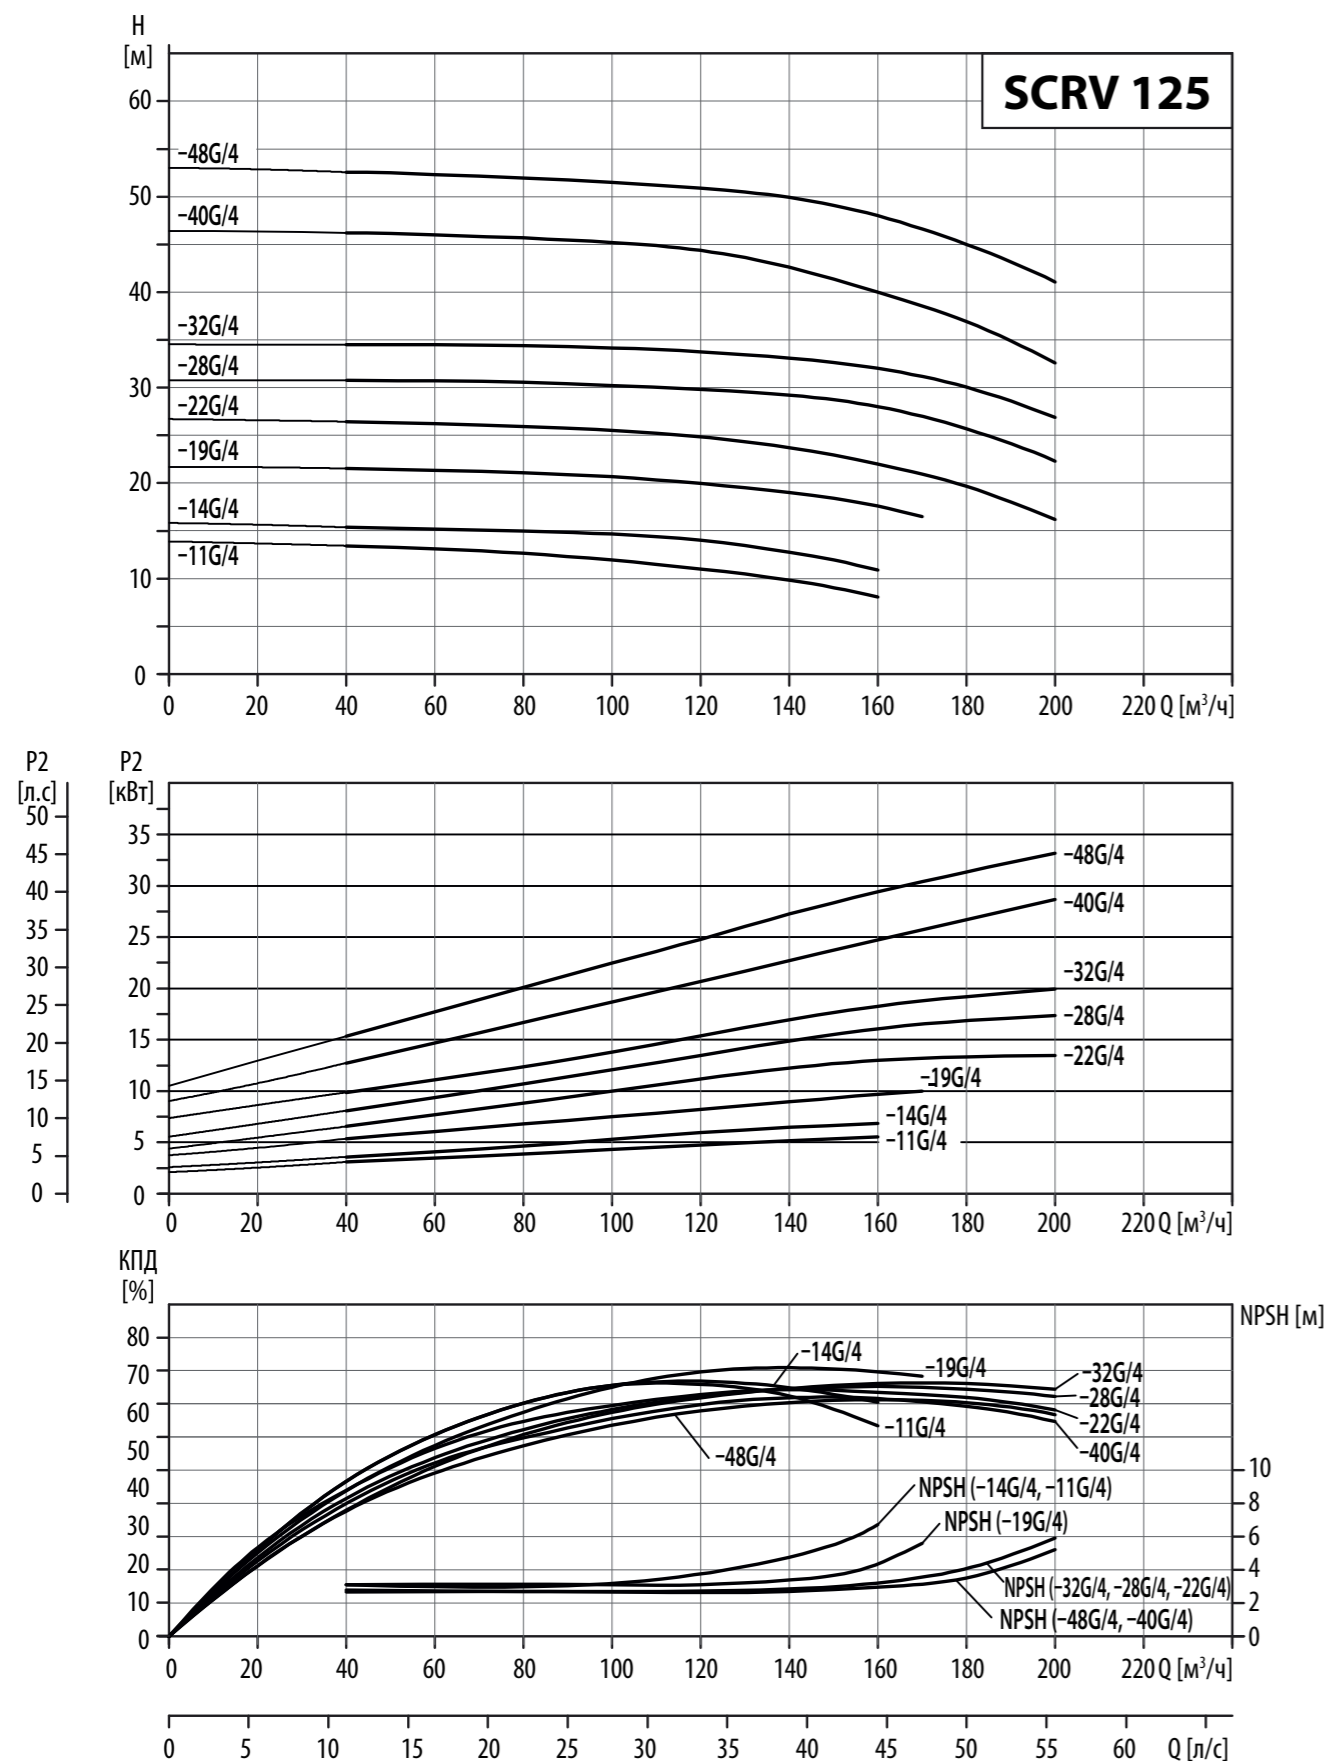 H
[м]
SCRV 125
60
50
40
30
20
10
0
−48G/4
−40G/4
−32G/4
−28G/4
−22G/4
−19G/4
−14G/4
−11G/4
0 20 40 60 80 100 120 140 160 180 200 220 Q [м³/ч]
P2 P2
[л.с] [кВт]
50
45
40
35
30
25
20
15
10
5
0
35
30
25
20
15
10
5
0
−48G/4
−40G/4
−32G/4
−28G/4
−22G/4
−19G/4
−14G/4
−11G/4
0 20 40 60 80 100 120 140 160 180 200 220 Q [м³/ч]
КПД
[%]
NPSH [м]
80
70
60
50
40
30
20
10
0
−14G/4
−19G/4
−32G/4
−28G/4
−22G/4
−11G/4
−40G/4
−48G/4
10
8
6
4
2
0
NPSH (−14G/4, −11G/4)
NPSH (−19G/4)
NPSH (−32G/4, −28G/4, −22G/4)
NPSH (−48G/4, −40G/4)
0 20 40 60 80 100 120 140 160 180 200 220 Q [м³/ч]
0 5 10 15 20 25 30 35 40 45 50 55 60 Q [л/с]